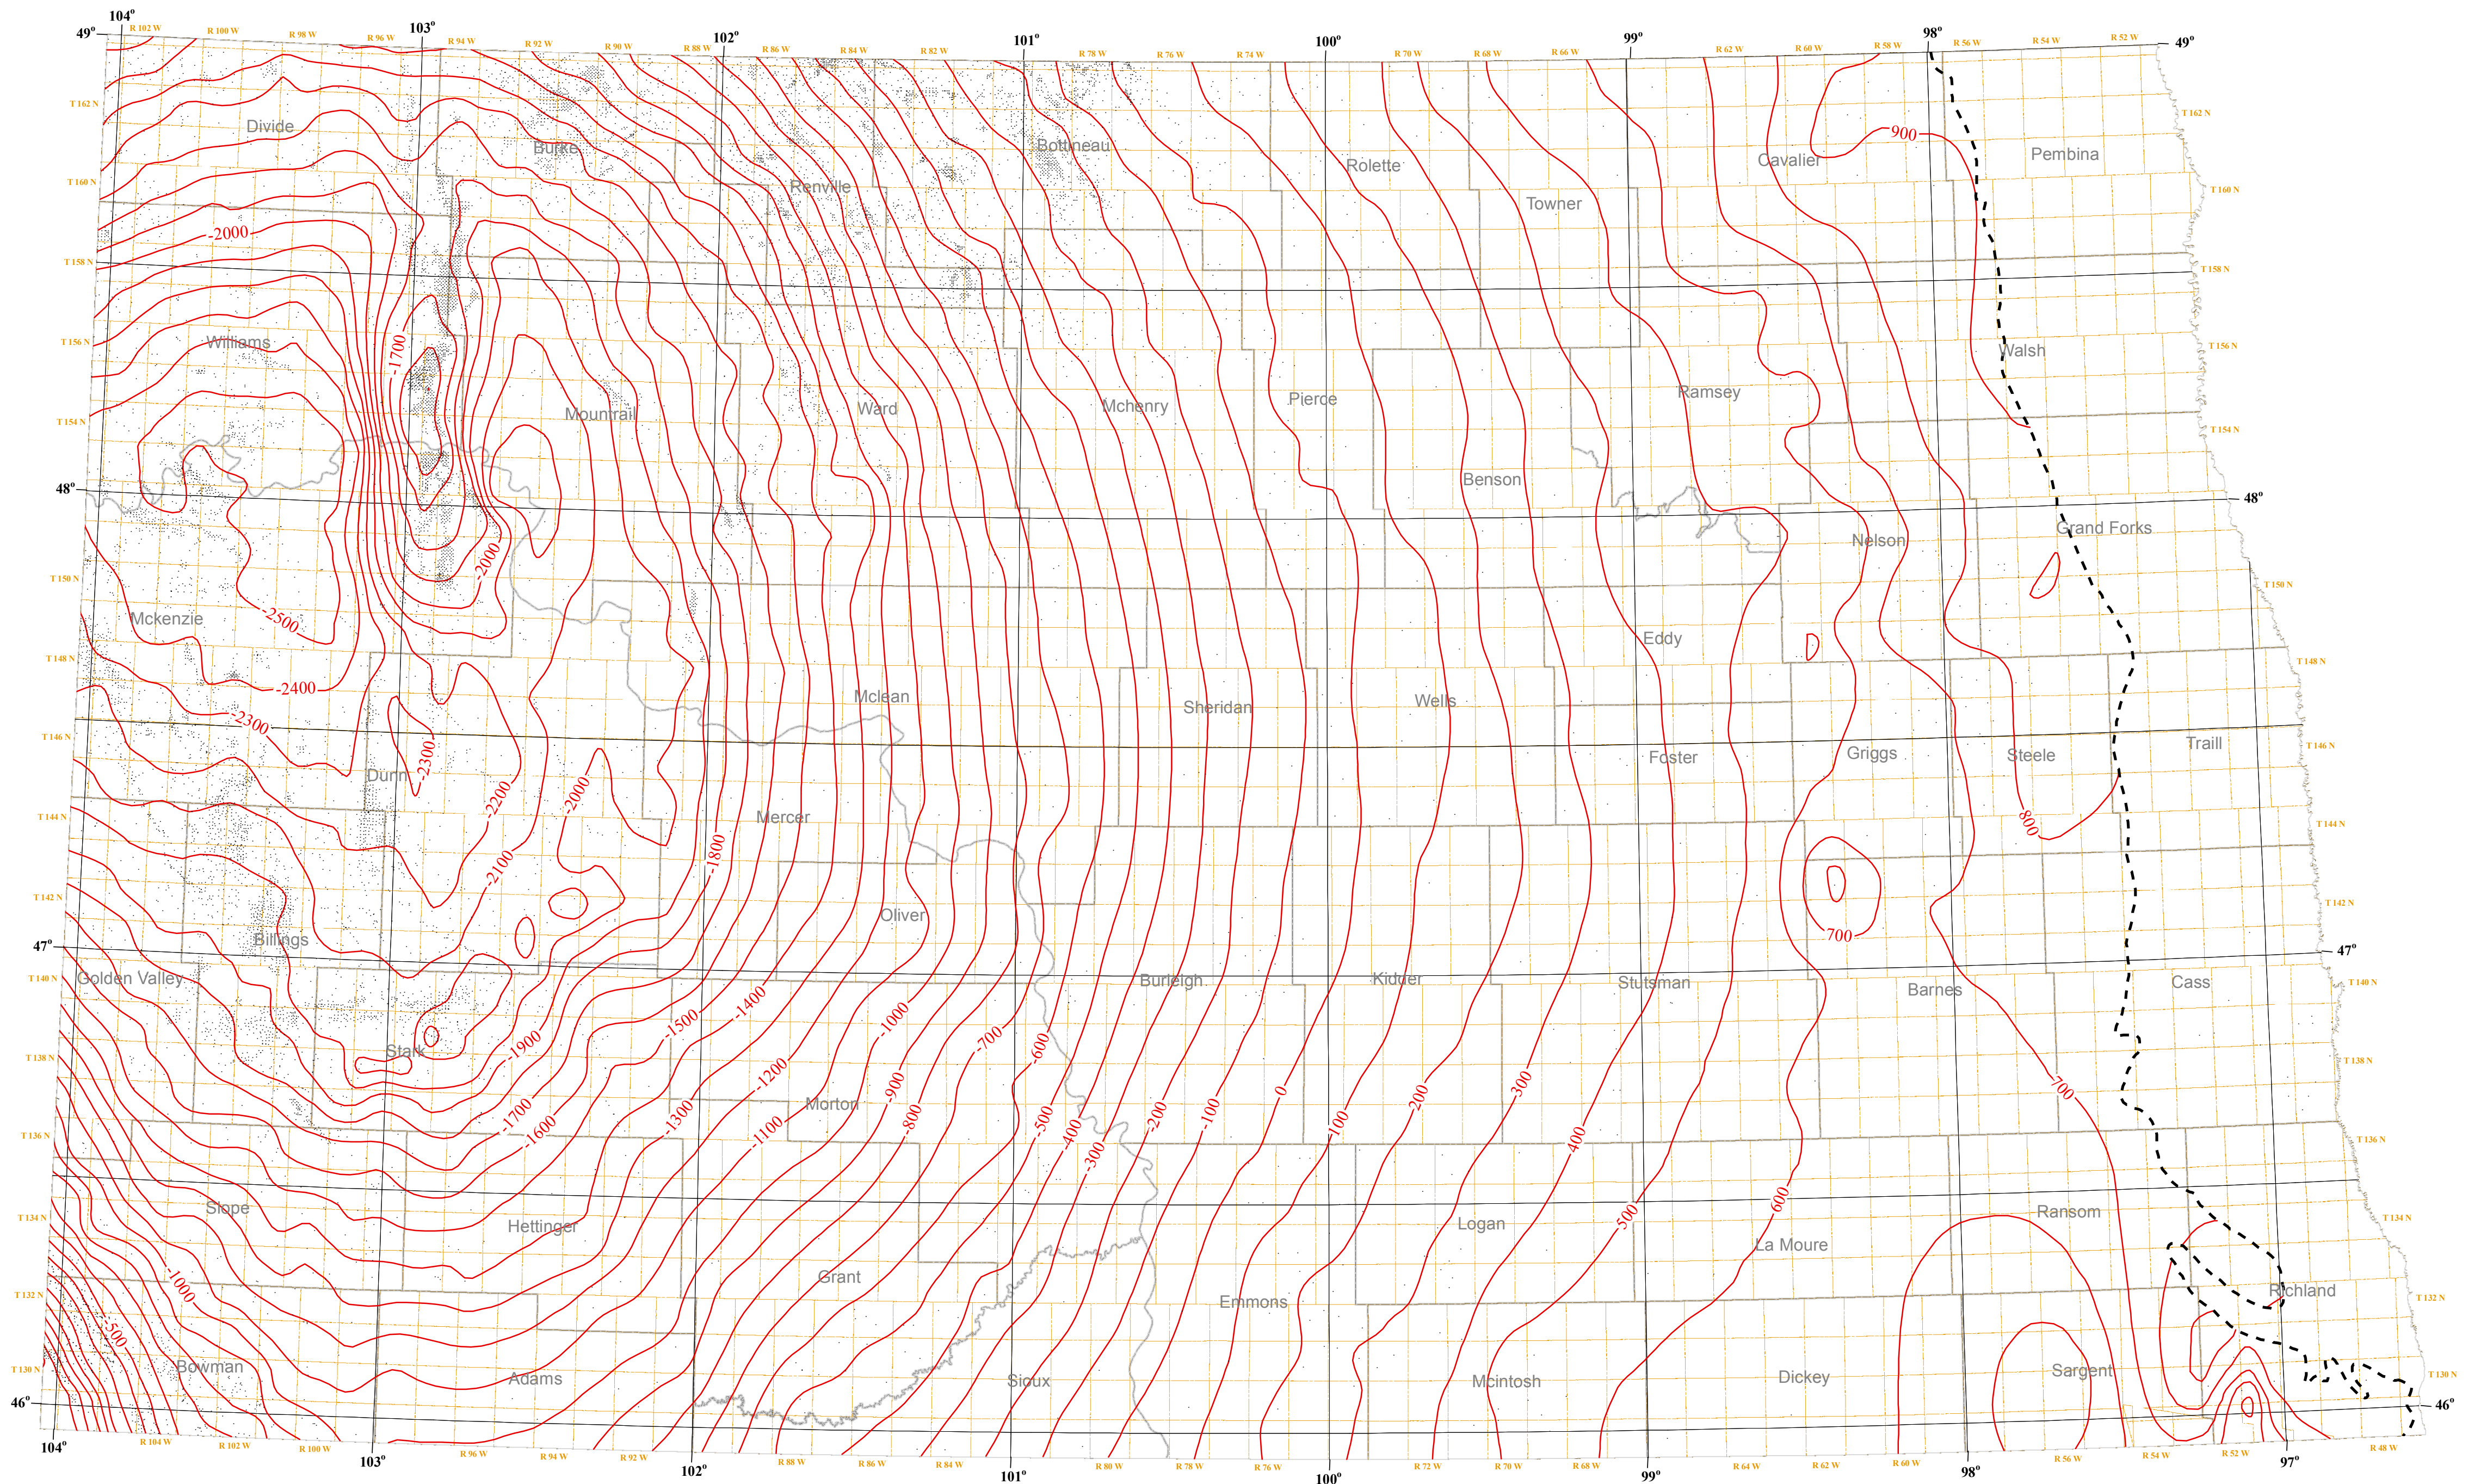 104° 103° 102° 101° 100° 99° 98°
49° 49°
R 102 W R 100 W R 98 W R 96 W R 94 W R 92 W R 90 W R 88 W R 86 W R 84 W R 82 W R 78 W R 76 W R 74 W R 70 W R 68 W R 66 W R 62 W R 60 W R 58 W R 56 W R 54 W R 52 W
T 162 N T 162 N
Divide Burke Bottineau Rolette Cavalier 900 Pembina
T 160 N Renville Towner T 160 N
-2000
T 158 N T 158 N
Williams -1700 Walsh
T 156 N T 156 N
Mountrail Ward Mchenry Pierce Ramsey
T 154 N T 154 N
Benson
48° 48°
Grand Forks
Nelson
-2000
T 150 N T 150 N
Mckenzie -2500 Eddy
T 148 N T 148 N
-2400 Mclean Sheridan Wells
-2300
T 146 N T 146 N
Dunn -2300 Foster Griggs Steele Traill
-2200 -2000
T 144 N Mercer 800 T 144 N
-2100 -1800
T 142 N T 142 N
Billings Oliver 700
47° 47°
T 140 N Golden Valley Burleigh Kidder Stutsman Barnes Cass T 140 N
-1500 -1400 -1000
Stark -1900 -700 -600
T 138 N T 138 N
-1200 -900 0 200 300 700
-1700 -1600 -1300 Morton -1100 -800 -500 -400 -300 -200 -100 100 400
T 136 N T 136 N
Slope Hettinger Logan 500 600 Ransom
T 134 N T 134 N
La Moure
-1000 Grant Emmons Richland
T 132 N T 132 N
-500
Bowman Adams Sioux Mcintosh Dickey Sargent
T 130 N T 130 N
46° 46°
R 104 W R 102 W R 100 W R 96 W R 94 W R 92 W R 88 W R 86 W R 84 W R 80 W R 78 W R 76 W R 72 W R 70 W R 68 W R 64 W R 62 W R 60 W R 56 W R 54 W R 52 W R 48 W
104° 103° 102° 101° 100° 99° 98° 97°